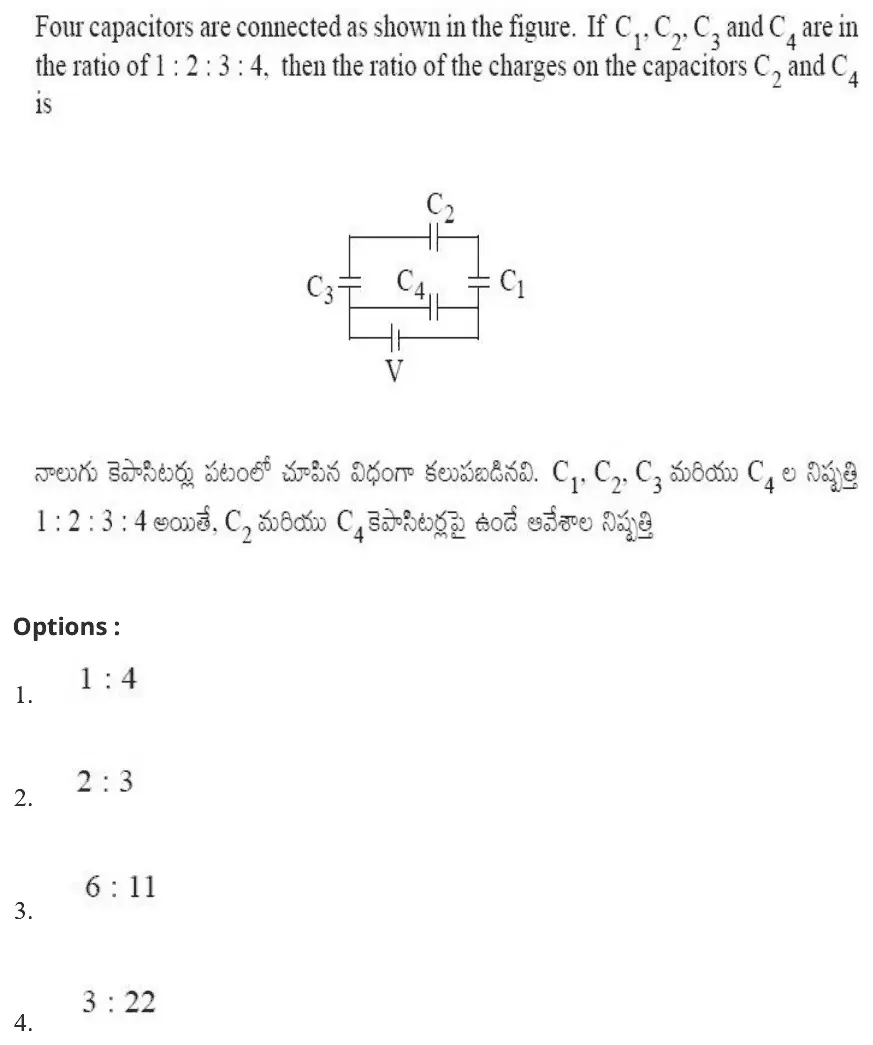 Four capacitors are connected as shown in the figure. If C₁, C₂, C₃ and C₄ are in
the ratio of 1 : 2 : 3 : 4, then the ratio of the charges on the capacitors C₂ and C₄
is
C₂
C₃
C₄
C₁
V
నాలుగు కెపాసిటర్లు పటంలో చూపిన విధంగా కలుపబడినవి. C₁, C₂, C₃ మరియు C₄ ల నిష్పత్తి
1 : 2 : 3 : 4 అయితే, C₂ మరియు C₄ కెపాసిటర్లపై ఉండే ఆవేశాల నిష్పత్తి
Options :
1. 1 : 4
2. 2 : 3
3. 6 : 11
4. 3 : 22